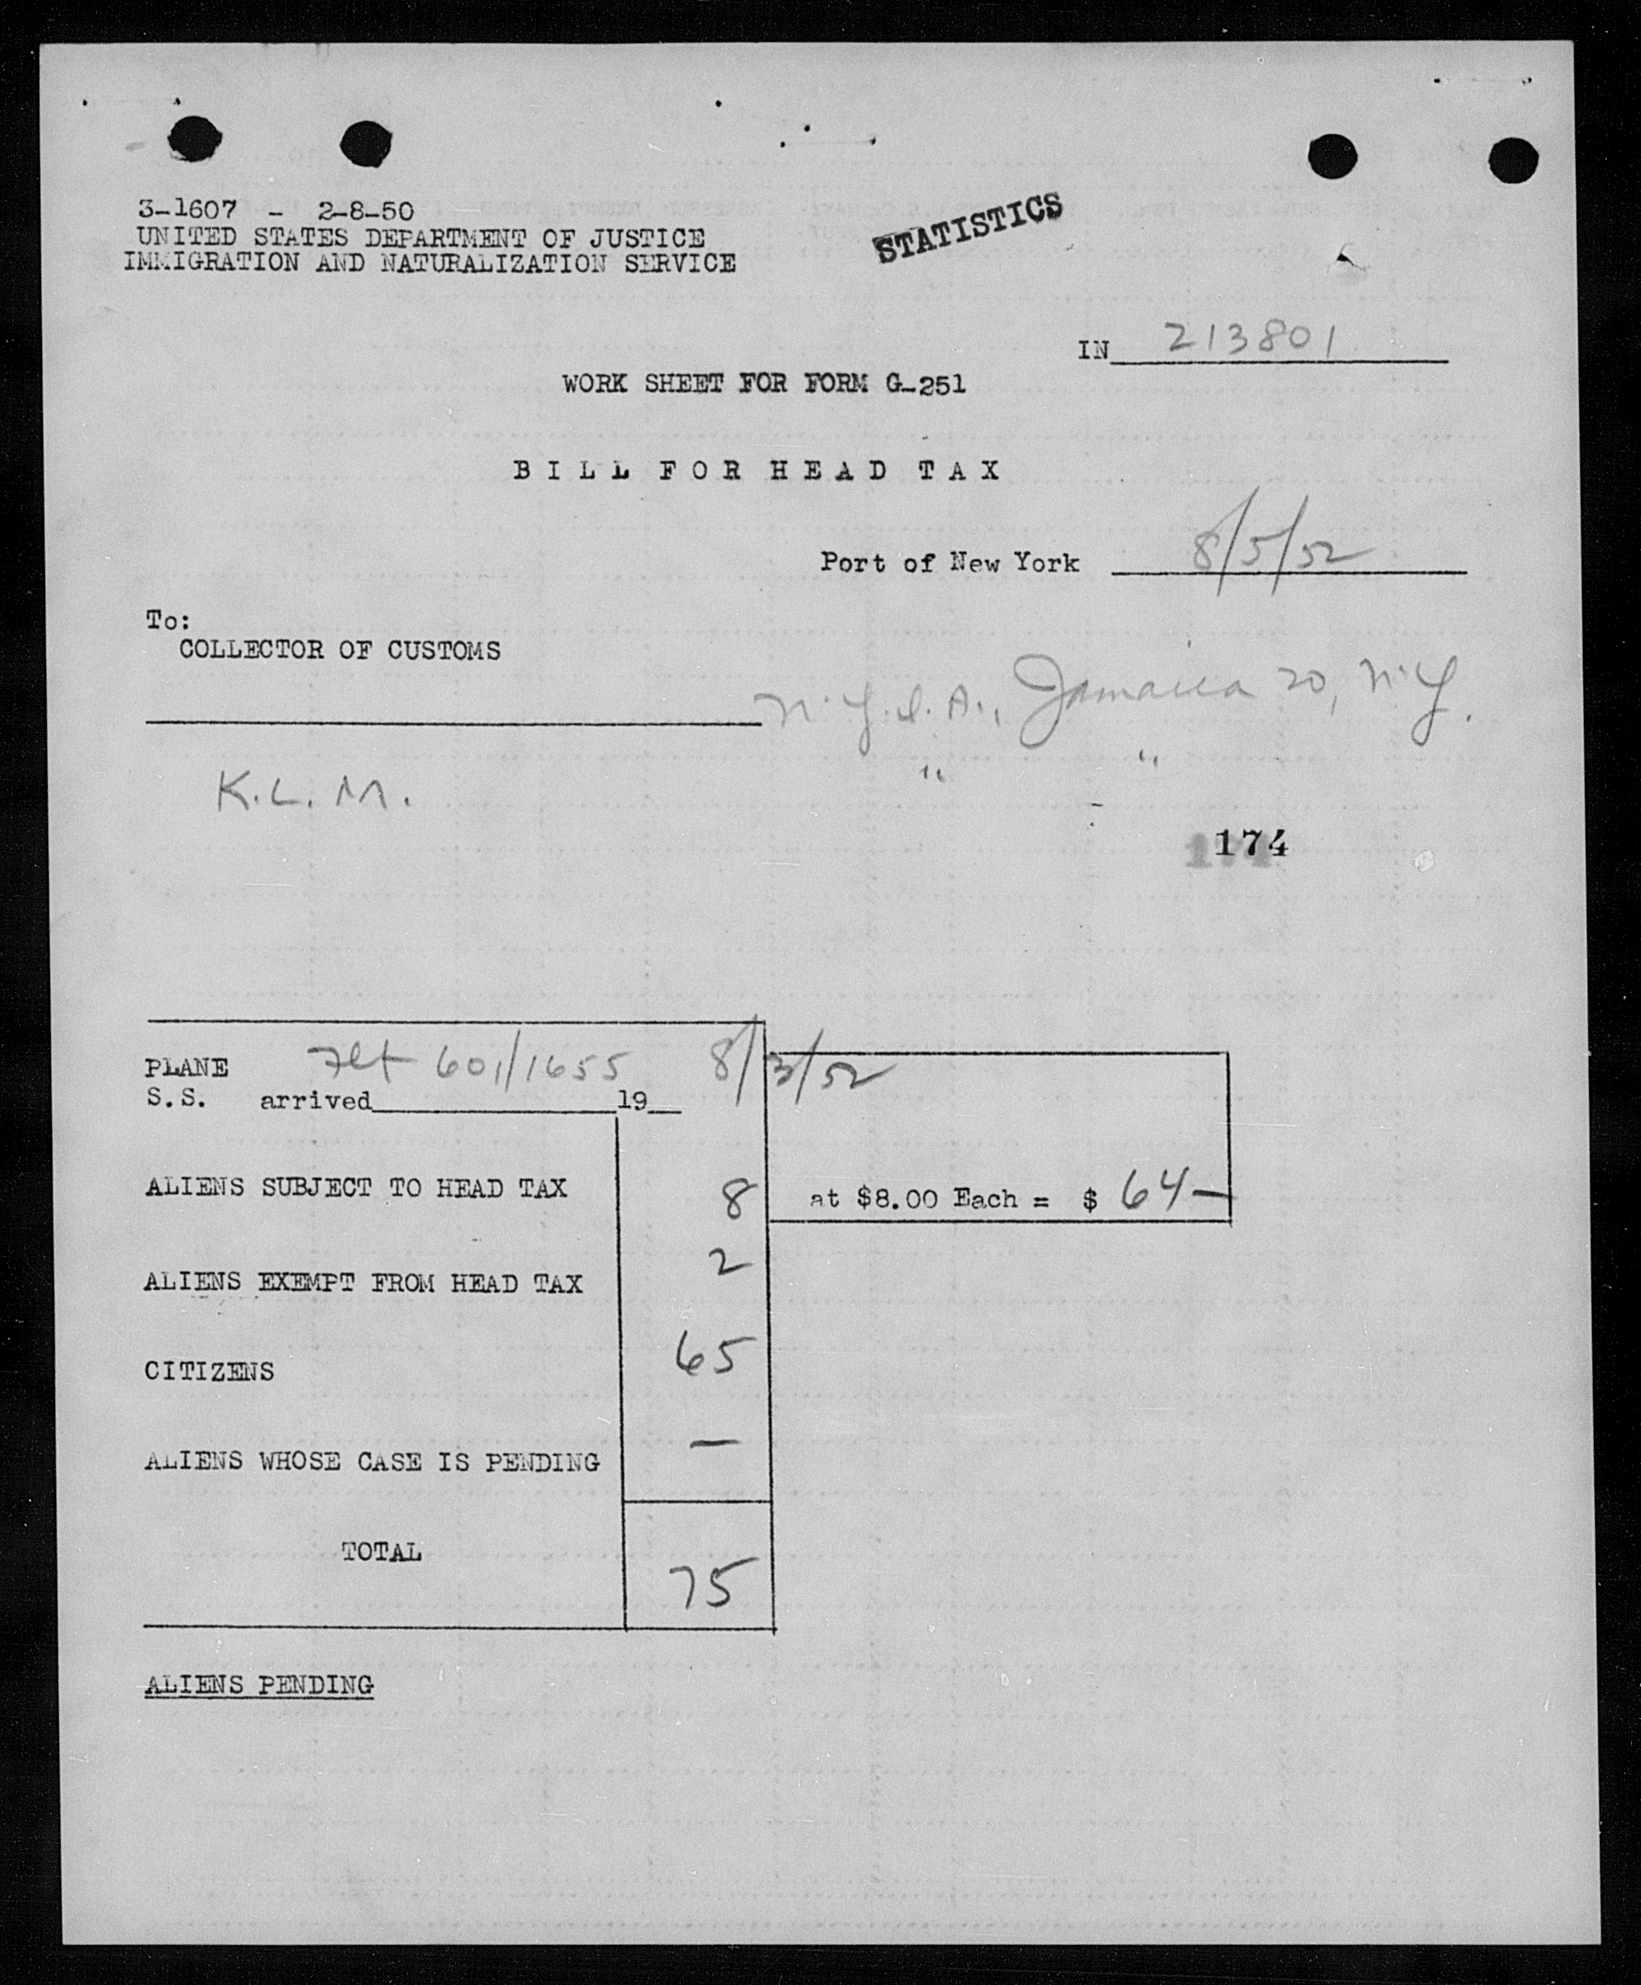 3-1607 - 2-8-50
UNITED STATES DEPARTMENT OF JUSTICE
IMMIGRATION AND NATURALIZATION SERVICE
STATISTICS
IN 213801
WORK SHEET FOR FORM G-251
BILL FOR HEAD TAX
Port of New York 8/5/52
To:
COLLECTOR OF CUSTOMS
N.Y.I.A., Jamaica 20, N.Y.
K.L.M. " "
174
PLANE Flt 601/1655 8/3/52
S.S. arrived 19
ALIENS SUBJECT TO HEAD TAX 8 at $8.00 Each = $ 64-
ALIENS EXEMPT FROM HEAD TAX 2
CITIZENS 65
ALIENS WHOSE CASE IS PENDING —
TOTAL 75
ALIENS PENDING